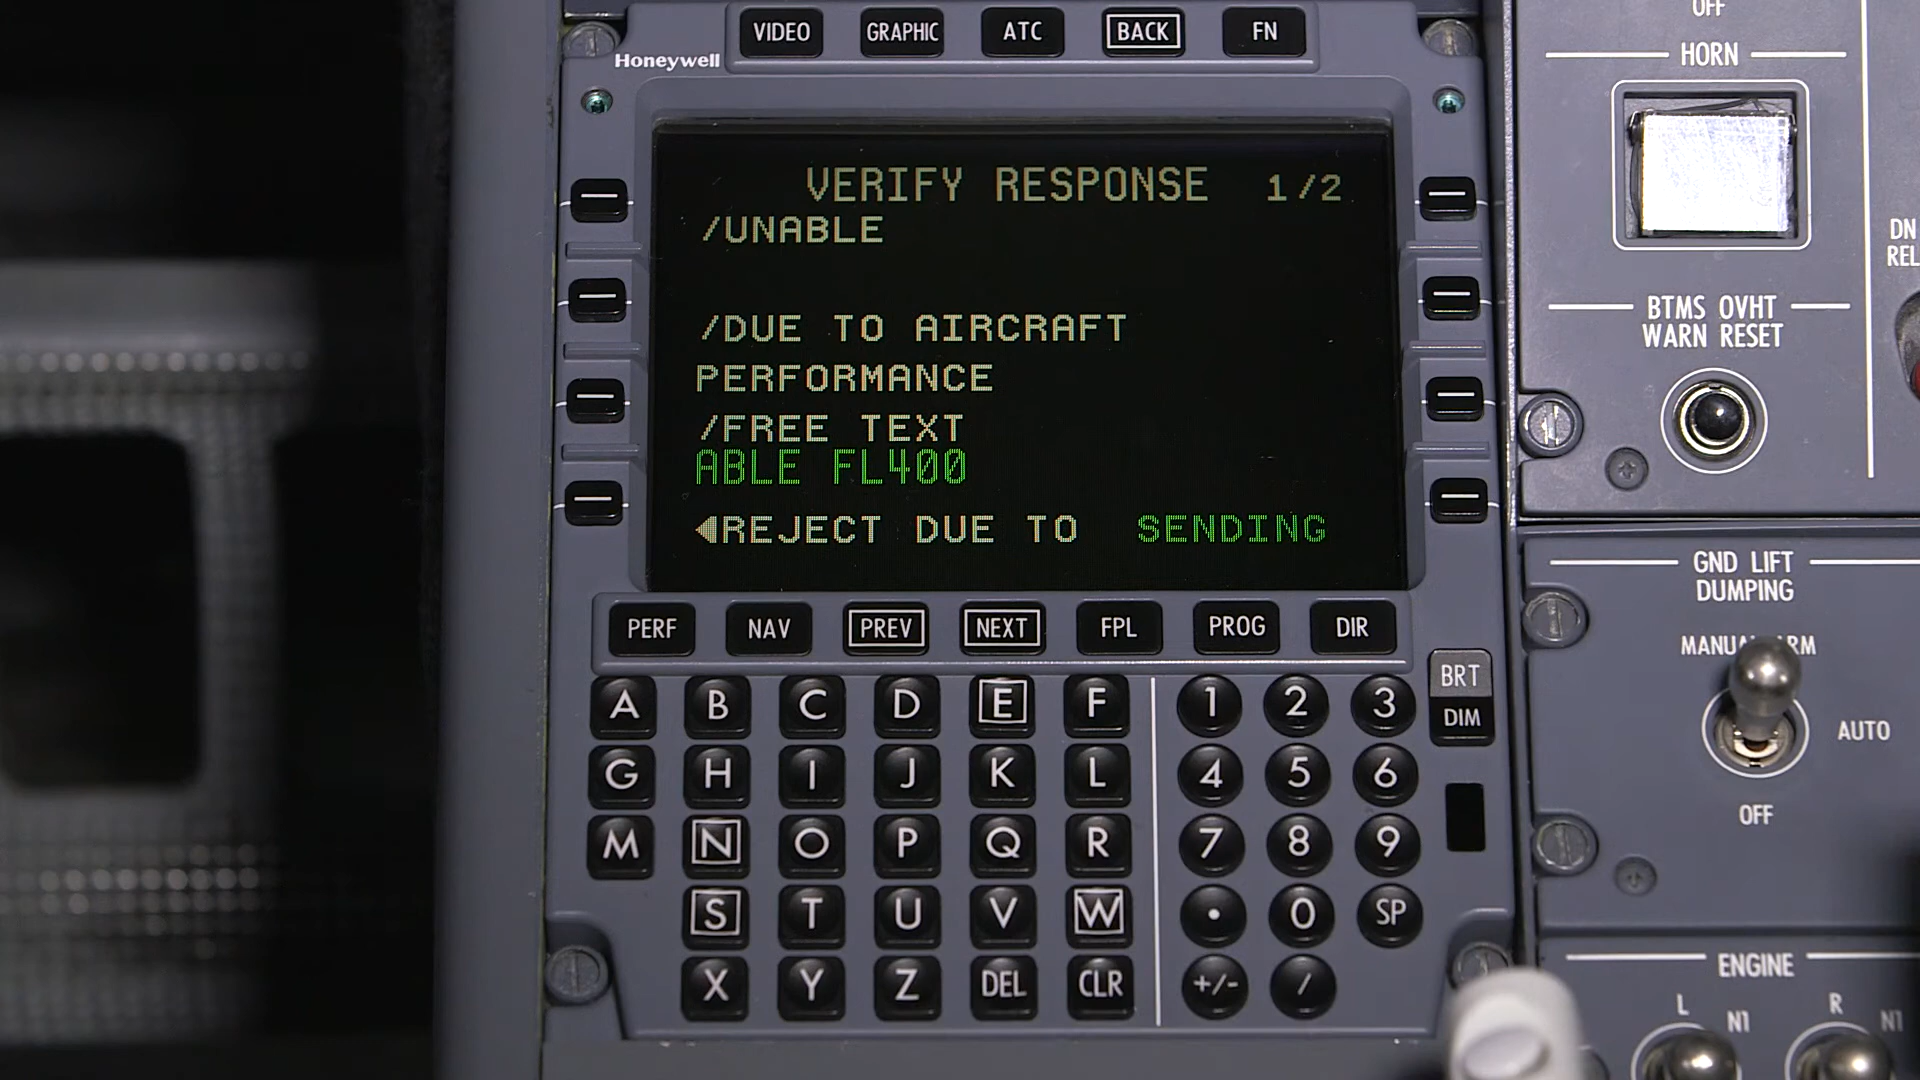 VIDEO GRAPHIC ATC BACK FN
Honeywell
VERIFY RESPONSE 1/2
/UNABLE
/DUE TO AIRCRAFT
PERFORMANCE
/FREE TEXT
ABLE FL400
◀REJECT DUE TO SENDING
PERF NAV PREV NEXT FPL PROG DIR
BRT
DIM
A B C D E F 1 2 3
G H I J K L 4 5 6
M N O P Q R 7 8 9
S T U V W • 0 SP
X Y Z DEL CLR +/- /
OFF
HORN
DN
REL
BTMS OVHT
WARN RESET
GND LIFT
DUMPING
AUTO
OFF
ENGINE
L N1 R N1